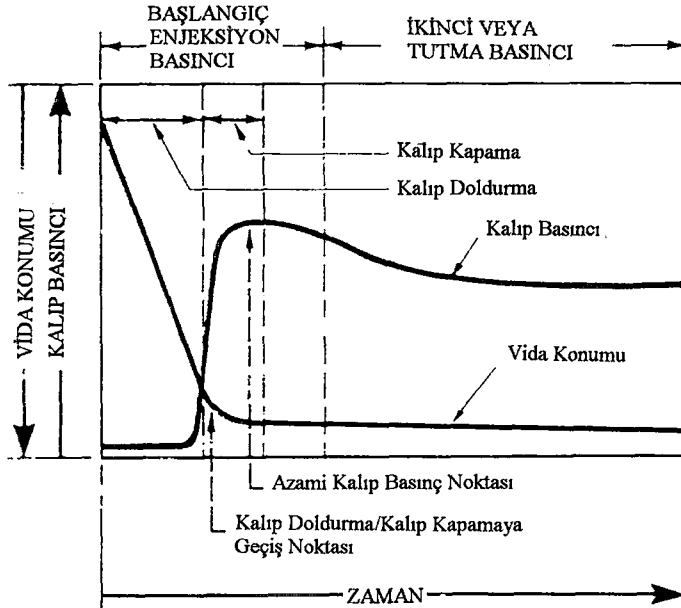 BAŞLANGIÇ
ENJEKSİYON
BASINCI
İKİNCİ VEYA
TUTMA BASINCI
Kalıp Kapama
Kalıp Doldurma
Kalıp Basıncı
VİDA KONUMU
KALIP BASINCI
Vida Konumu
Azami Kalıp Basınç Noktası
Kalıp Doldurma/Kalıp Kapamaya
Geçiş Noktası
ZAMAN